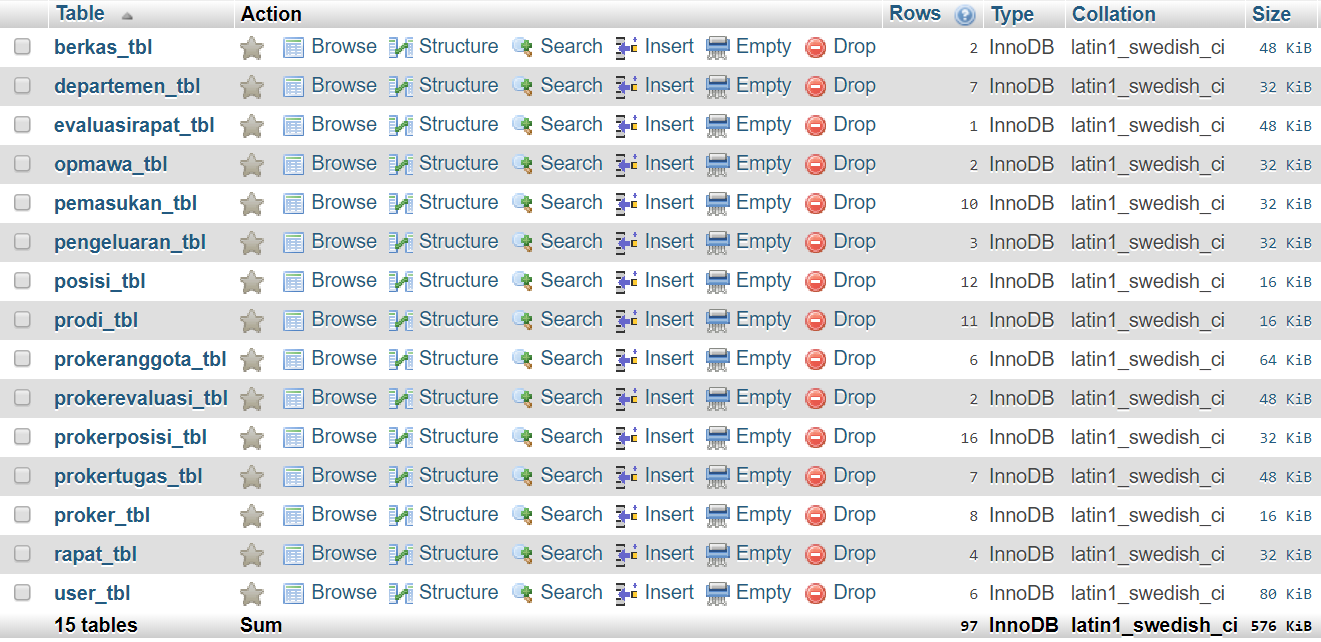 Table Action Rows Type Collation Size
berkas_tbl Browse Structure Search Insert Empty Drop 2 InnoDB latin1_swedish_ci 48 KiB
departemen_tbl Browse Structure Search Insert Empty Drop 7 InnoDB latin1_swedish_ci 32 KiB
evaluasirapat_tbl Browse Structure Search Insert Empty Drop 1 InnoDB latin1_swedish_ci 48 KiB
opmawa_tbl Browse Structure Search Insert Empty Drop 2 InnoDB latin1_swedish_ci 32 KiB
pemasukan_tbl Browse Structure Search Insert Empty Drop 10 InnoDB latin1_swedish_ci 32 KiB
pengeluaran_tbl Browse Structure Search Insert Empty Drop 3 InnoDB latin1_swedish_ci 32 KiB
posisi_tbl Browse Structure Search Insert Empty Drop 12 InnoDB latin1_swedish_ci 16 KiB
prodi_tbl Browse Structure Search Insert Empty Drop 11 InnoDB latin1_swedish_ci 16 KiB
prokeranggota_tbl Browse Structure Search Insert Empty Drop 6 InnoDB latin1_swedish_ci 64 KiB
prokerevaluasi_tbl Browse Structure Search Insert Empty Drop 2 InnoDB latin1_swedish_ci 48 KiB
prokerposisi_tbl Browse Structure Search Insert Empty Drop 16 InnoDB latin1_swedish_ci 32 KiB
prokertugas_tbl Browse Structure Search Insert Empty Drop 7 InnoDB latin1_swedish_ci 48 KiB
proker_tbl Browse Structure Search Insert Empty Drop 8 InnoDB latin1_swedish_ci 16 KiB
rapat_tbl Browse Structure Search Insert Empty Drop 4 InnoDB latin1_swedish_ci 32 KiB
user_tbl Browse Structure Search Insert Empty Drop 6 InnoDB latin1_swedish_ci 80 KiB
15 tables Sum 97 InnoDB latin1_swedish_ci 576 KiB